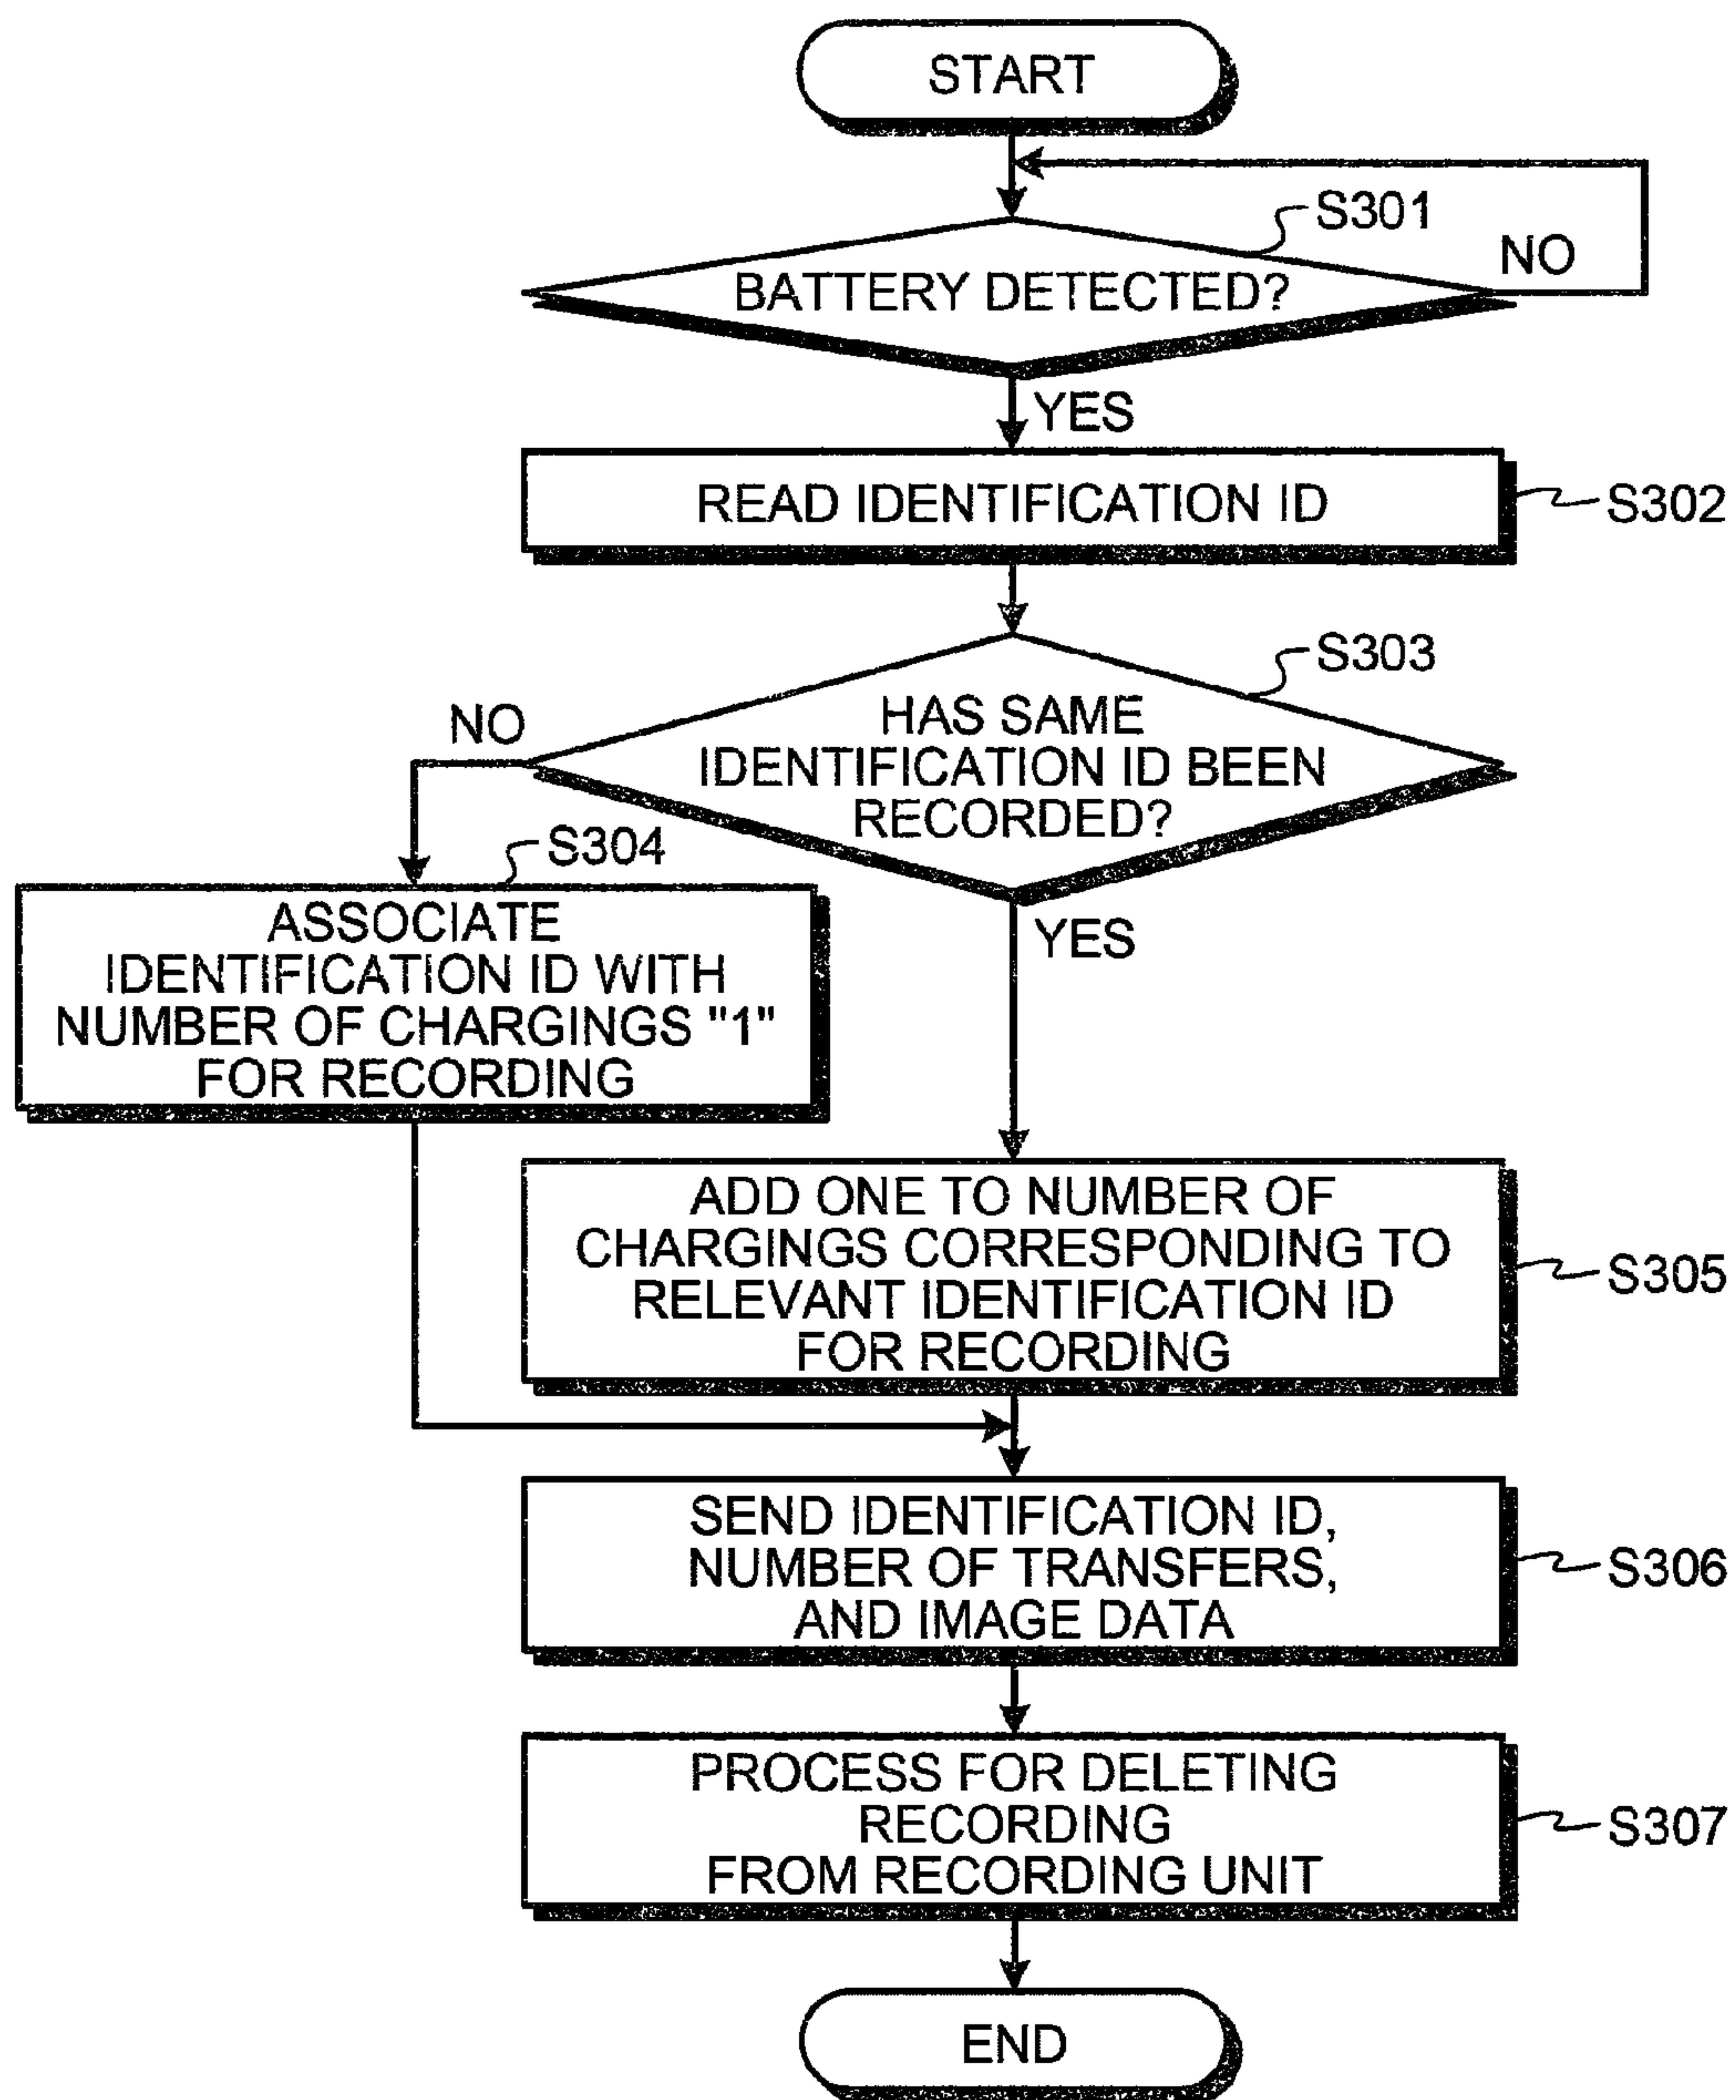 START
S301
NO
BATTERY DETECTED?
YES
READ IDENTIFICATION ID
S302
S303
NO
HAS SAME
IDENTIFICATION ID BEEN
RECORDED?
S304
YES
ASSOCIATE
IDENTIFICATION ID WITH
NUMBER OF CHARGINGS "1"
FOR RECORDING
ADD ONE TO NUMBER OF
CHARGINGS CORRESPONDING TO
RELEVANT IDENTIFICATION ID
FOR RECORDING
S305
SEND IDENTIFICATION ID,
NUMBER OF TRANSFERS,
AND IMAGE DATA
S306
PROCESS FOR DELETING
RECORDING
FROM RECORDING UNIT
S307
END